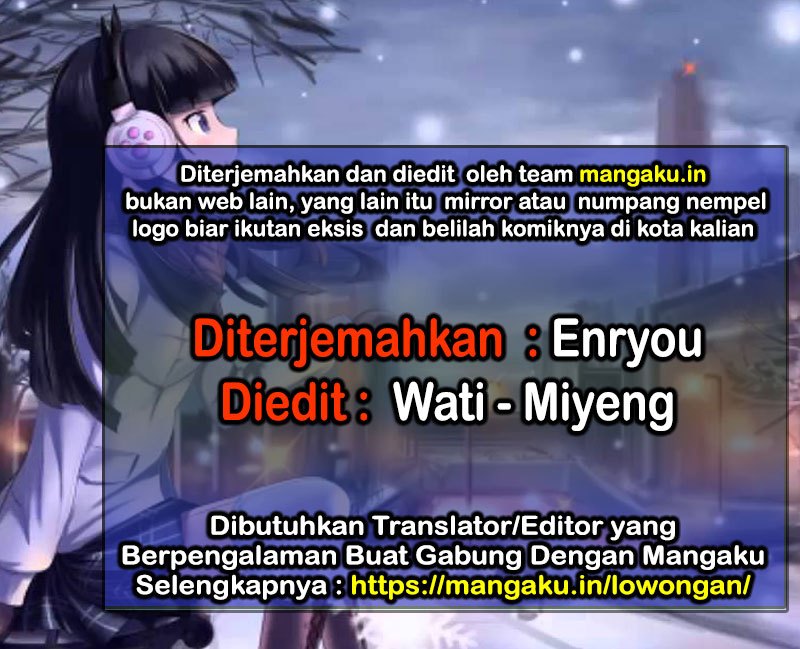 Diterjemahkan dan diedit oleh team mangaku.in
bukan web lain, yang lain itu mirror atau numpang nempel
logo biar ikutan eksis dan belilah komiknya di kota kalian
Diterjemahkan : Enryou
Diedit : Wati - Miyeng
Dibutuhkan Translator/Editor yang
Berpengalaman Buat Gabung Dengan Mangaku
Selengkapnya : https://mangaku.in/lowongan/